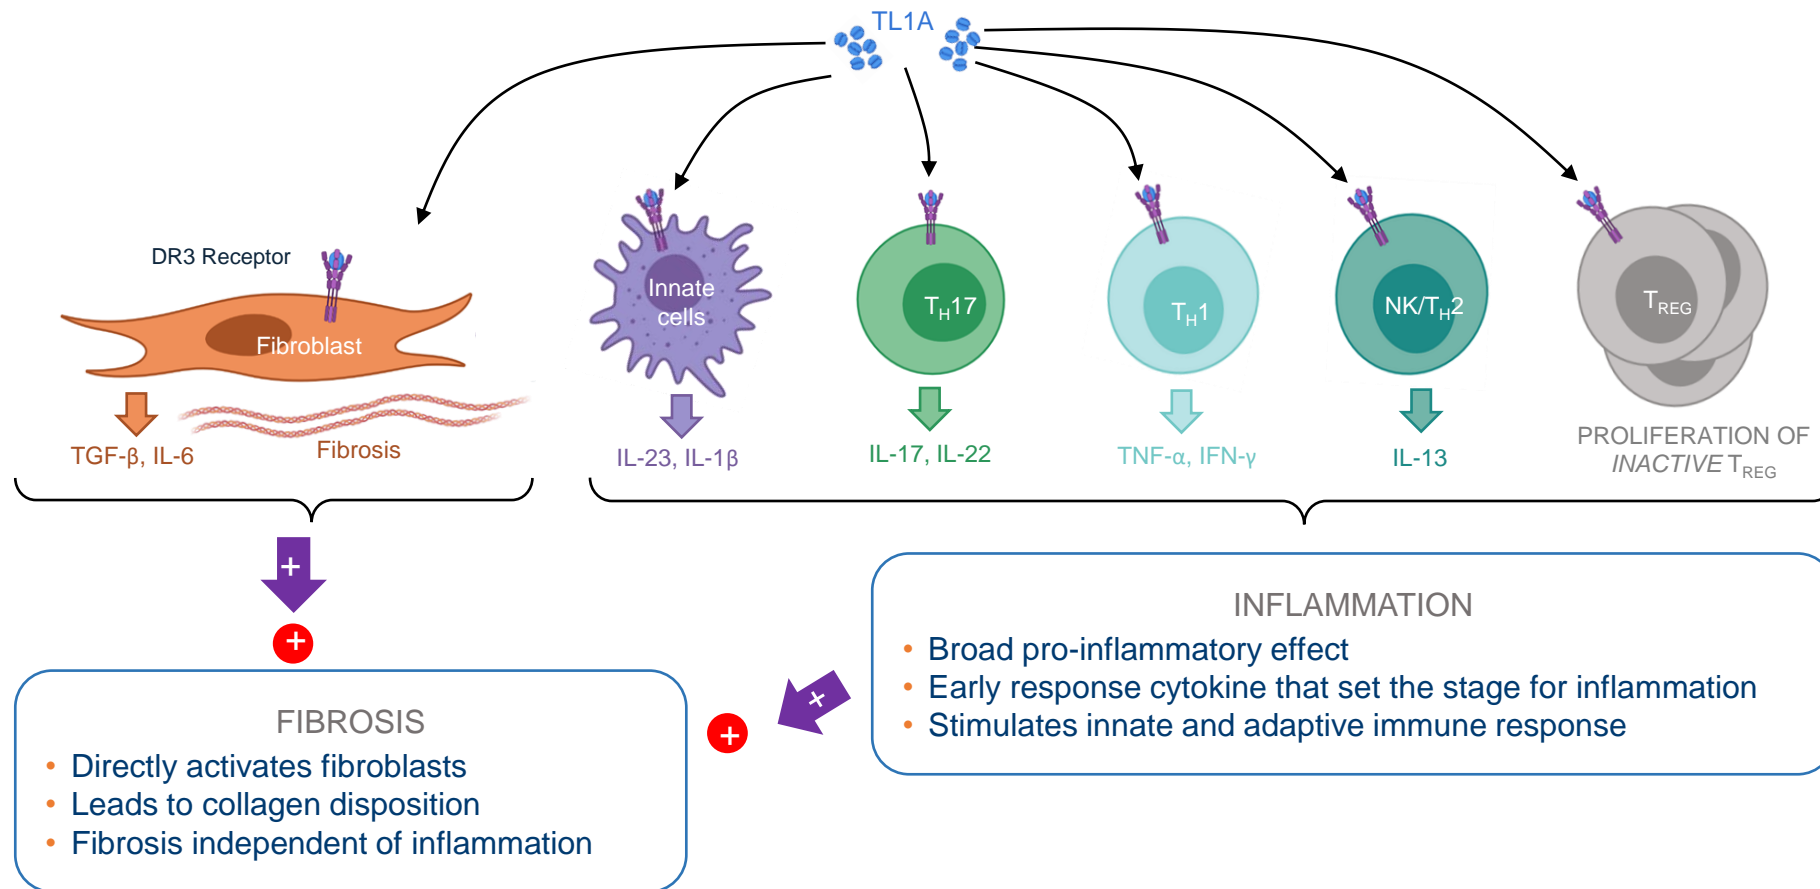 TL1A
DR3 Receptor
Fibroblast
Innate
cells
TH17
TH1
NK/TH2
TREG
TGF-β, IL-6
Fibrosis
IL-23, IL-1β
IL-17, IL-22
TNF-α, IFN-γ
IL-13
PROLIFERATION OF
INACTIVE TREG
+
+
INFLAMMATION
• Broad pro-inflammatory effect
• Early response cytokine that set the stage for inflammation
• Stimulates innate and adaptive immune response
+
+
FIBROSIS
• Directly activates fibroblasts
• Leads to collagen disposition
• Fibrosis independent of inflammation